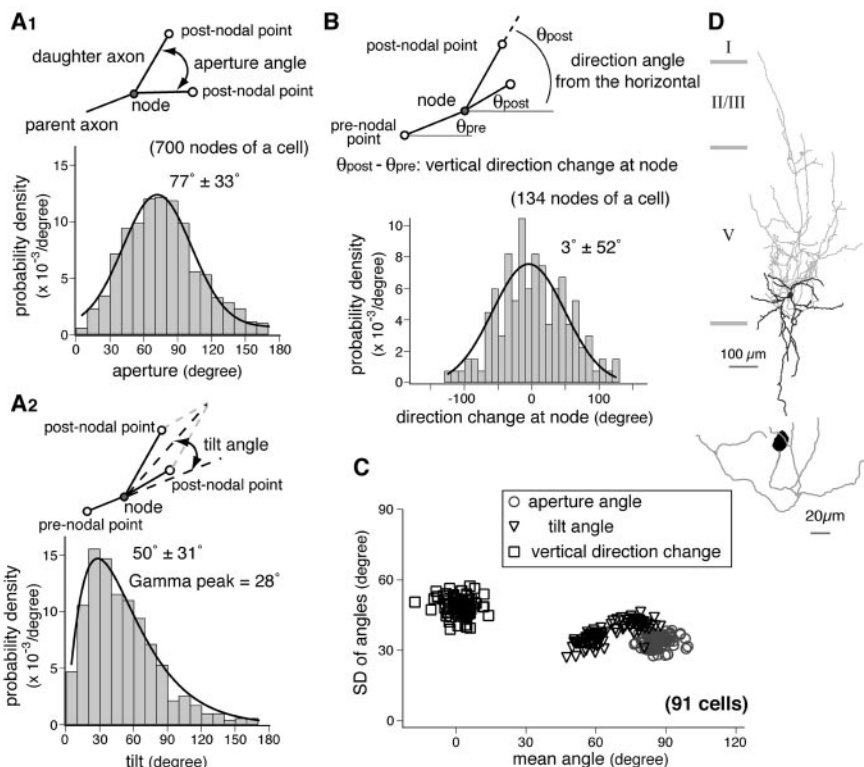 A1
post-nodal point
daughter axon
aperture angle
node
post-nodal point
parent axon
(700 nodes of a cell)
77° ± 33°
probability density
(x 10⁻³/degree)
15
10
5
0
0 30 60 90 120 150 180
aperture (degree)
A2
post-nodal point
tilt angle
post-nodal point
node
pre-nodal point
50° ± 31°
Gamma peak = 28°
probability density
(x 10⁻³/degree)
15
10
5
0
0 30 60 90 120 150 180
tilt (degree)
B
θpost
post-nodal point
direction angle
from the horizontal
node
θpost
pre-nodal
point
θpre
θpost - θpre: vertical direction change at node
(134 nodes of a cell)
3° ± 52°
probability density
(x 10⁻³/degree)
10
8
6
4
2
0
-100 0 100
direction change at node (degree)
C
aperture angle
tilt angle
vertical direction change
SD of angles (degree)
90
60
30
0
(91 cells)
0 30 60 90 120
mean angle (degree)
D
I
II/III
V
100 µm
20µm